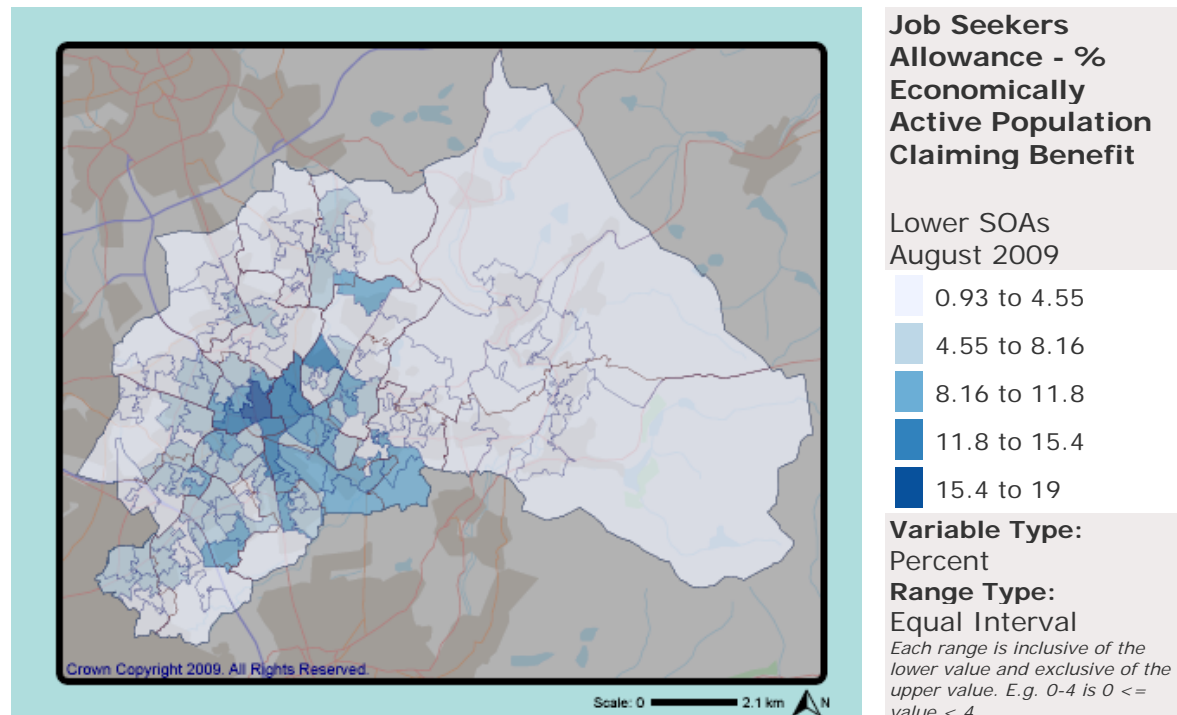 Job Seekers
Allowance - %
Economically
Active Population
Claiming Benefit
Lower SOAs
August 2009
0.93 to 4.55
4.55 to 8.16
8.16 to 11.8
11.8 to 15.4
15.4 to 19
Variable Type:
Percent
Range Type:
Equal Interval
Each range is inclusive of the
lower value and exclusive of the
upper value. E.g. 0-4 is 0 <=
value < 4
Crown Copyright 2009. All Rights Reserved.
Scale: 0 2.1 km N